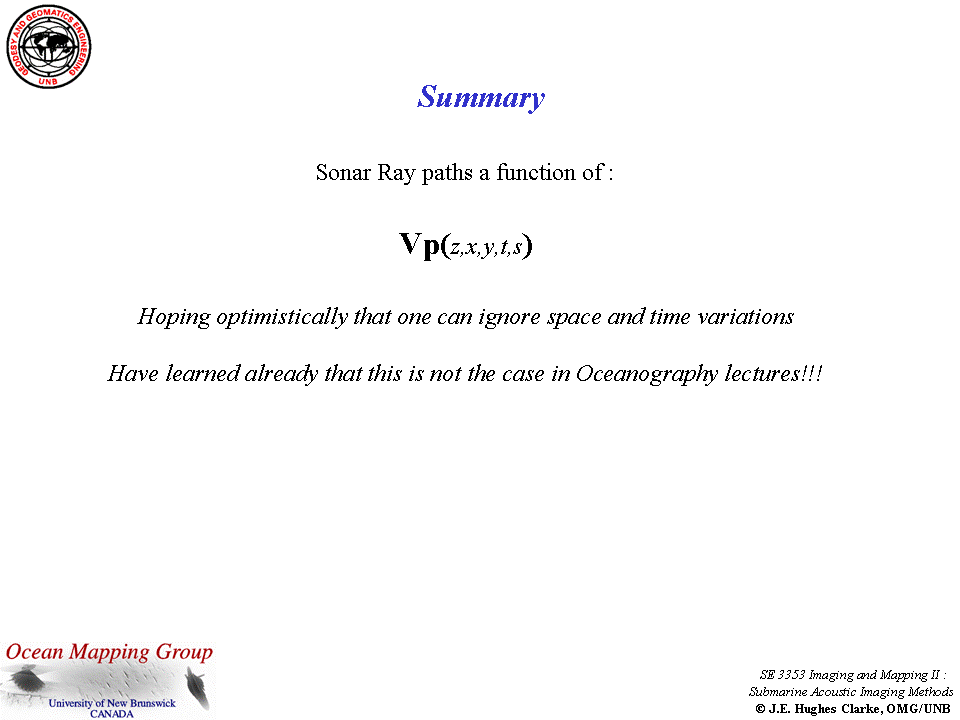 GEODESY AND GEOMATICS ENGINEERING
UNB
Summary
Sonar Ray paths a function of :
Vp(z,x,y,t,s)
Hoping optimistically that one can ignore space and time variations
Have learned already that this is not the case in Oceanography lectures!!!
Ocean Mapping Group
University of New Brunswick
CANADA
SE 3353 Imaging and Mapping II :
Submarine Acoustic Imaging Methods
© J.E. Hughes Clarke, OMG/UNB